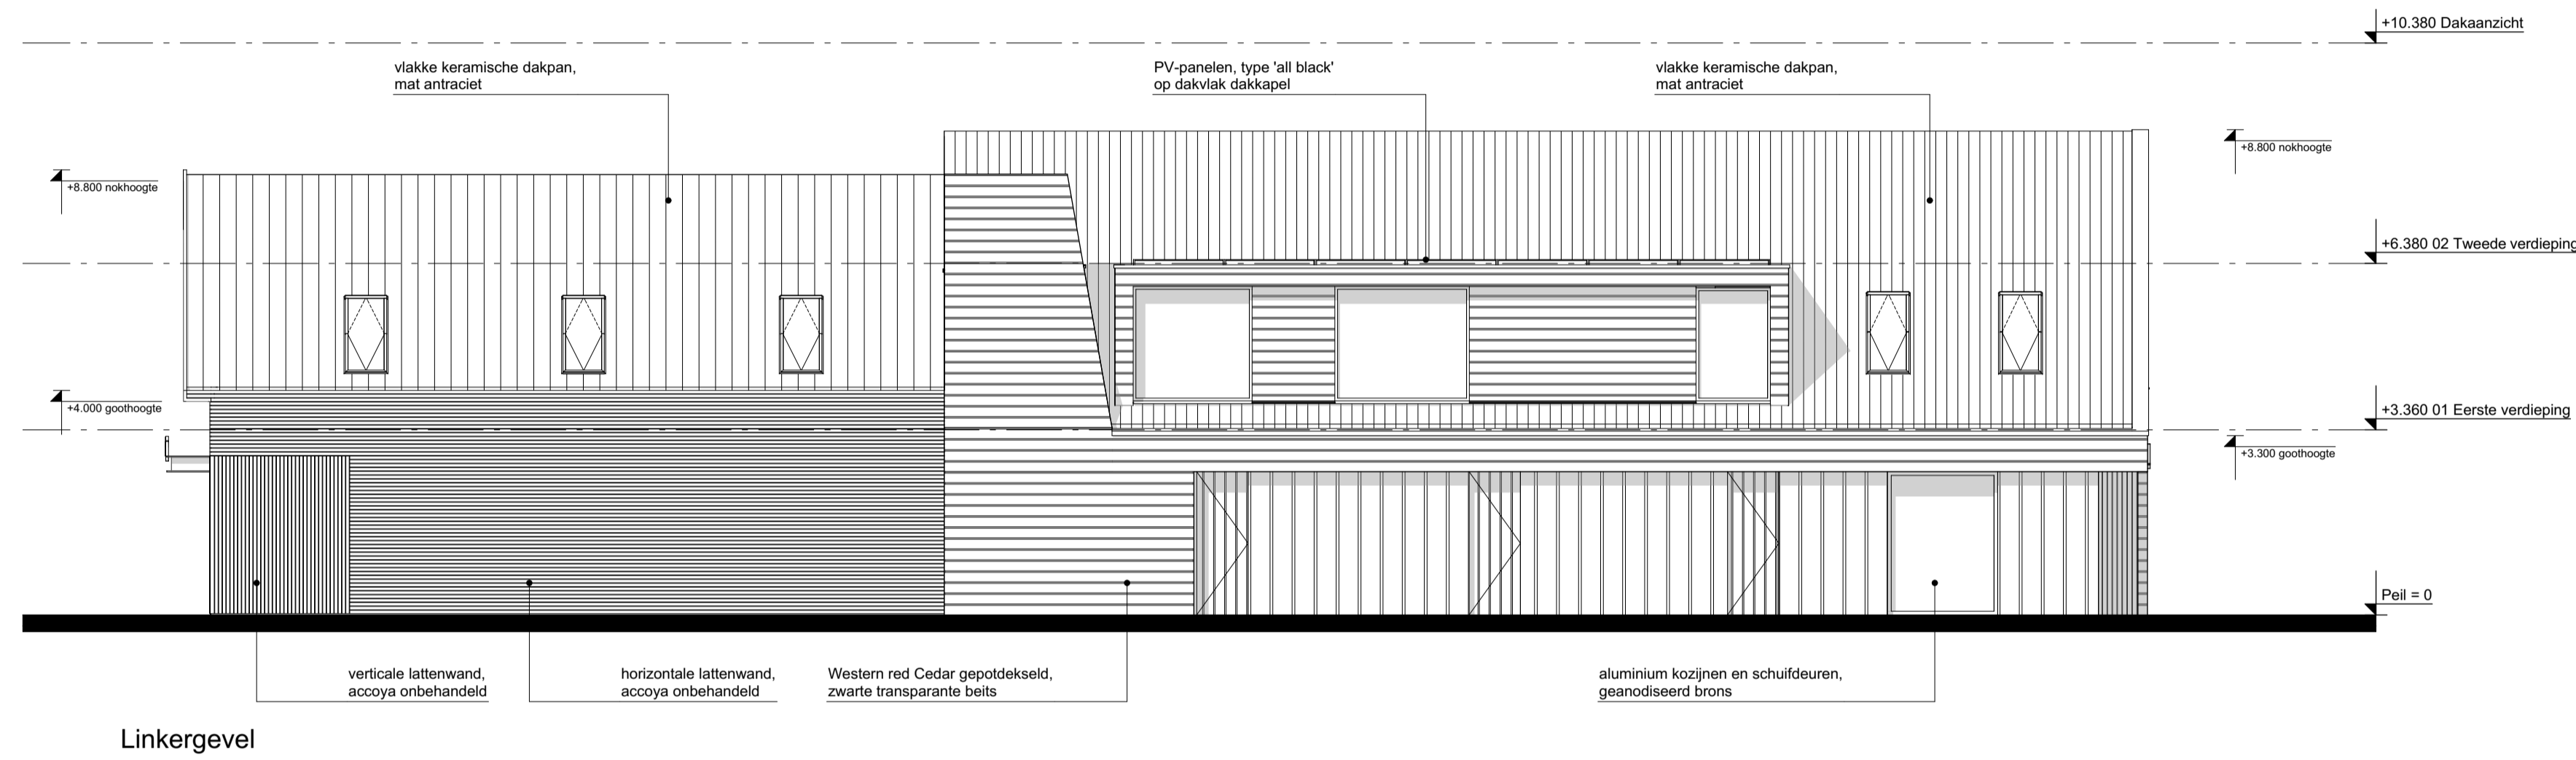 +10.380 Dakaanzicht
vlakke keramische dakpan,
mat antraciet
PV-panelen, type 'all black'
op dakvlak dakkapel
vlakke keramische dakpan,
mat antraciet
+8.800 nokhoogte
+8.800 nokhoogte
+6.380 02 Tweede verdieping
+4.000 goothoogte
+3.360 01 Eerste verdieping
+3.300 goothoogte
Peil = 0
verticale lattenwand,
accoya onbehandeld
horizontale lattenwand,
accoya onbehandeld
Western red Cedar gepotdekseld,
zwarte transparante beits
aluminium kozijnen en schuifdeuren,
geanodiseerd brons
Linkergevel